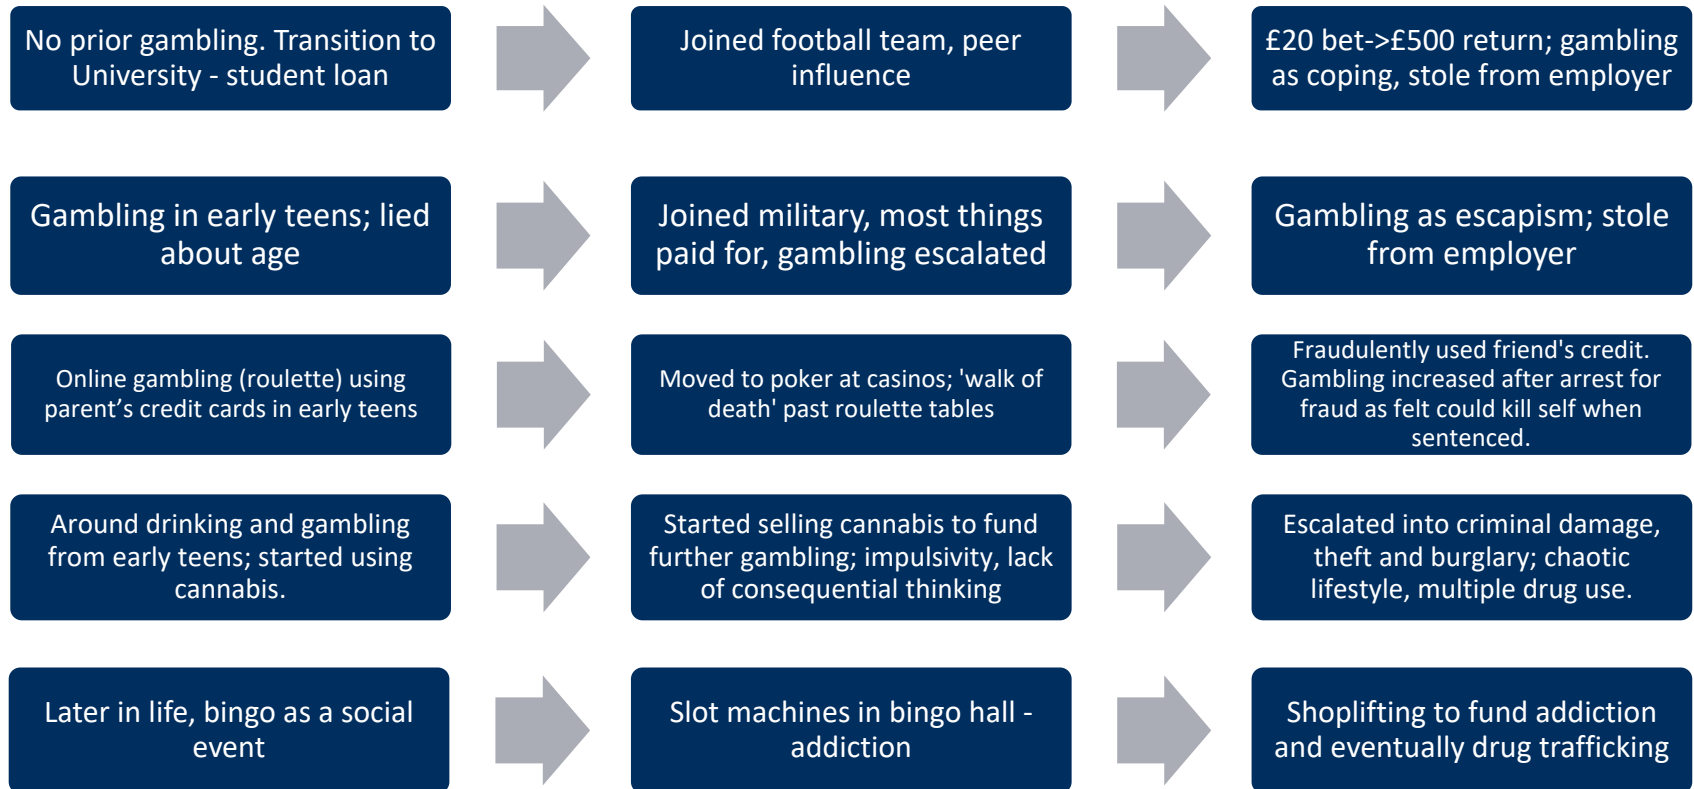 No prior gambling. Transition to
University - student loan
Joined football team, peer
influence
£20 bet->£500 return; gambling
as coping, stole from employer
Gambling in early teens; lied
about age
Joined military, most things
paid for, gambling escalated
Gambling as escapism; stole
from employer
Online gambling (roulette) using
parent’s credit cards in early teens
Moved to poker at casinos; 'walk of
death' past roulette tables
Fraudulently used friend's credit.
Gambling increased after arrest for
fraud as felt could kill self when
sentenced.
Around drinking and gambling
from early teens; started using
cannabis.
Started selling cannabis to fund
further gambling; impulsivity, lack
of consequential thinking
Escalated into criminal damage,
theft and burglary; chaotic
lifestyle, multiple drug use.
Later in life, bingo as a social
event
Slot machines in bingo hall -
addiction
Shoplifting to fund addiction
and eventually drug trafficking